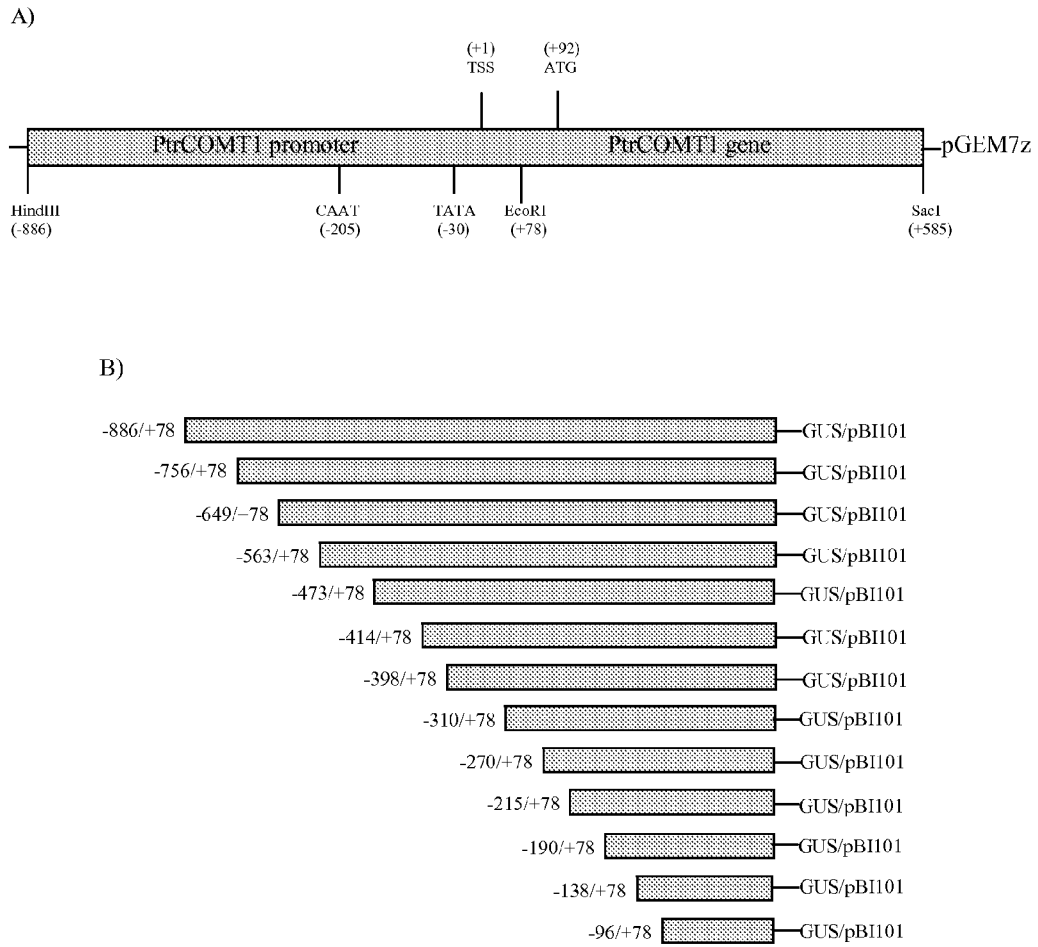 A)
(+1) (+92)
TSS ATG
PtrCOMT1 promoter PtrCOMT1 gene pGEM7z
HindIII CAAT TATA EcoRI SacI
(-886) (-205) (-30) (+78) (+585)
B)
-886/+78 GUS/pBI101
-756/+78 GUS/pBI101
-649/+78 GUS/pBI101
-563/+78 GUS/pBI101
-473/+78 GUS/pBI101
-414/+78 GUS/pBI101
-398/+78 GUS/pBI101
-310/+78 GUS/pBI101
-270/+78 GUS/pBI101
-215/+78 GUS/pBI101
-190/+78 GUS/pBI101
-138/+78 GUS/pBI101
-96/+78 GUS/pBI101